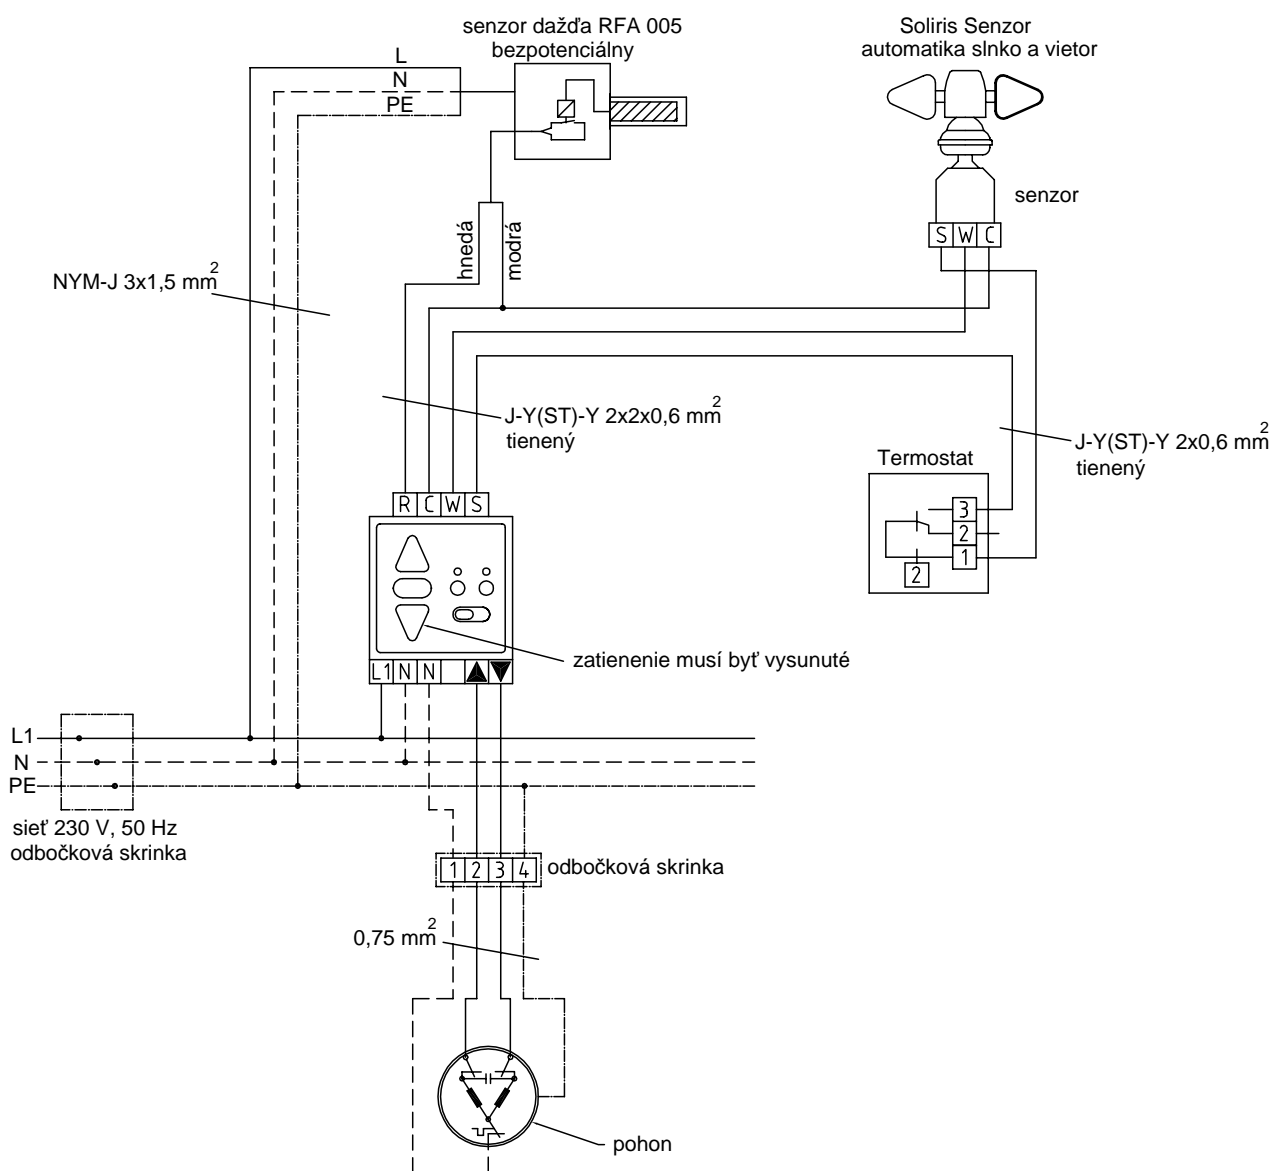 senzor dažďa RFA 005
bezpotenciálny
Soliris Senzor
automatika slnko a vietor
L
N
PE
senzor
S W C
hnedá
modrá
NYM-J 3x1,5 mm2
J-Y(ST)-Y 2x2x0,6 mm2
tienený
J-Y(ST)-Y 2x0,6 mm2
tienený
Termostat
3
2
1
2
R C W S
zatienenie musí byť vysunuté
L1 N N
L1
N
PE
sieť 230 V, 50 Hz
odbočková skrinka
1 2 3 4
odbočková skrinka
0,75 mm2
pohon